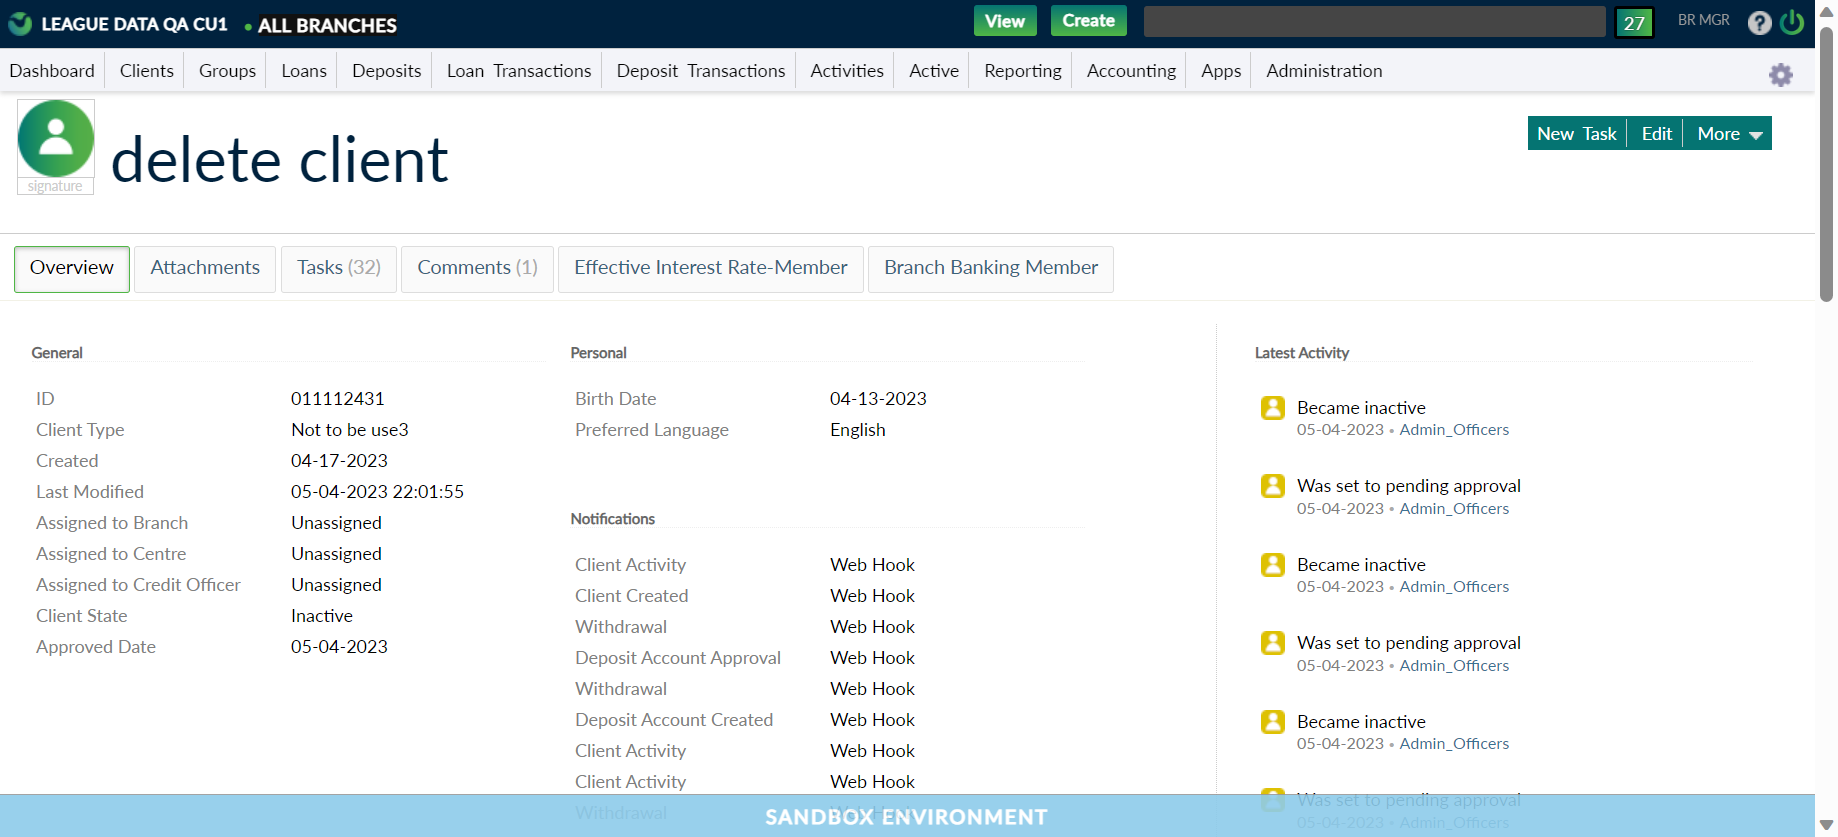 LEAGUE DATA QA CU1 • ALL BRANCHES
View
Create
27
BR MGR
?
Dashboard
Clients
Groups
Loans
Deposits
Loan Transactions
Deposit Transactions
Activities
Active
Reporting
Accounting
Apps
Administration
signature
delete client
New Task
Edit
More
Overview
Attachments
Tasks (32)
Comments (1)
Effective Interest Rate-Member
Branch Banking Member
General
ID 011112431
Client Type Not to be use3
Created 04-17-2023
Last Modified 05-04-2023 22:01:55
Assigned to Branch Unassigned
Assigned to Centre Unassigned
Assigned to Credit Officer Unassigned
Client State Inactive
Approved Date 05-04-2023
Personal
Birth Date 04-13-2023
Preferred Language English
Notifications
Client Activity Web Hook
Client Created Web Hook
Withdrawal Web Hook
Deposit Account Approval Web Hook
Withdrawal Web Hook
Deposit Account Created Web Hook
Client Activity Web Hook
Client Activity Web Hook
Withdrawal Web Hook
Latest Activity
Became inactive
05-04-2023 • Admin_Officers
Was set to pending approval
05-04-2023 • Admin_Officers
Became inactive
05-04-2023 • Admin_Officers
Was set to pending approval
05-04-2023 • Admin_Officers
Became inactive
05-04-2023 • Admin_Officers
Was set to pending approval
05-04-2023 • Admin_Officers
SANDBOX ENVIRONMENT